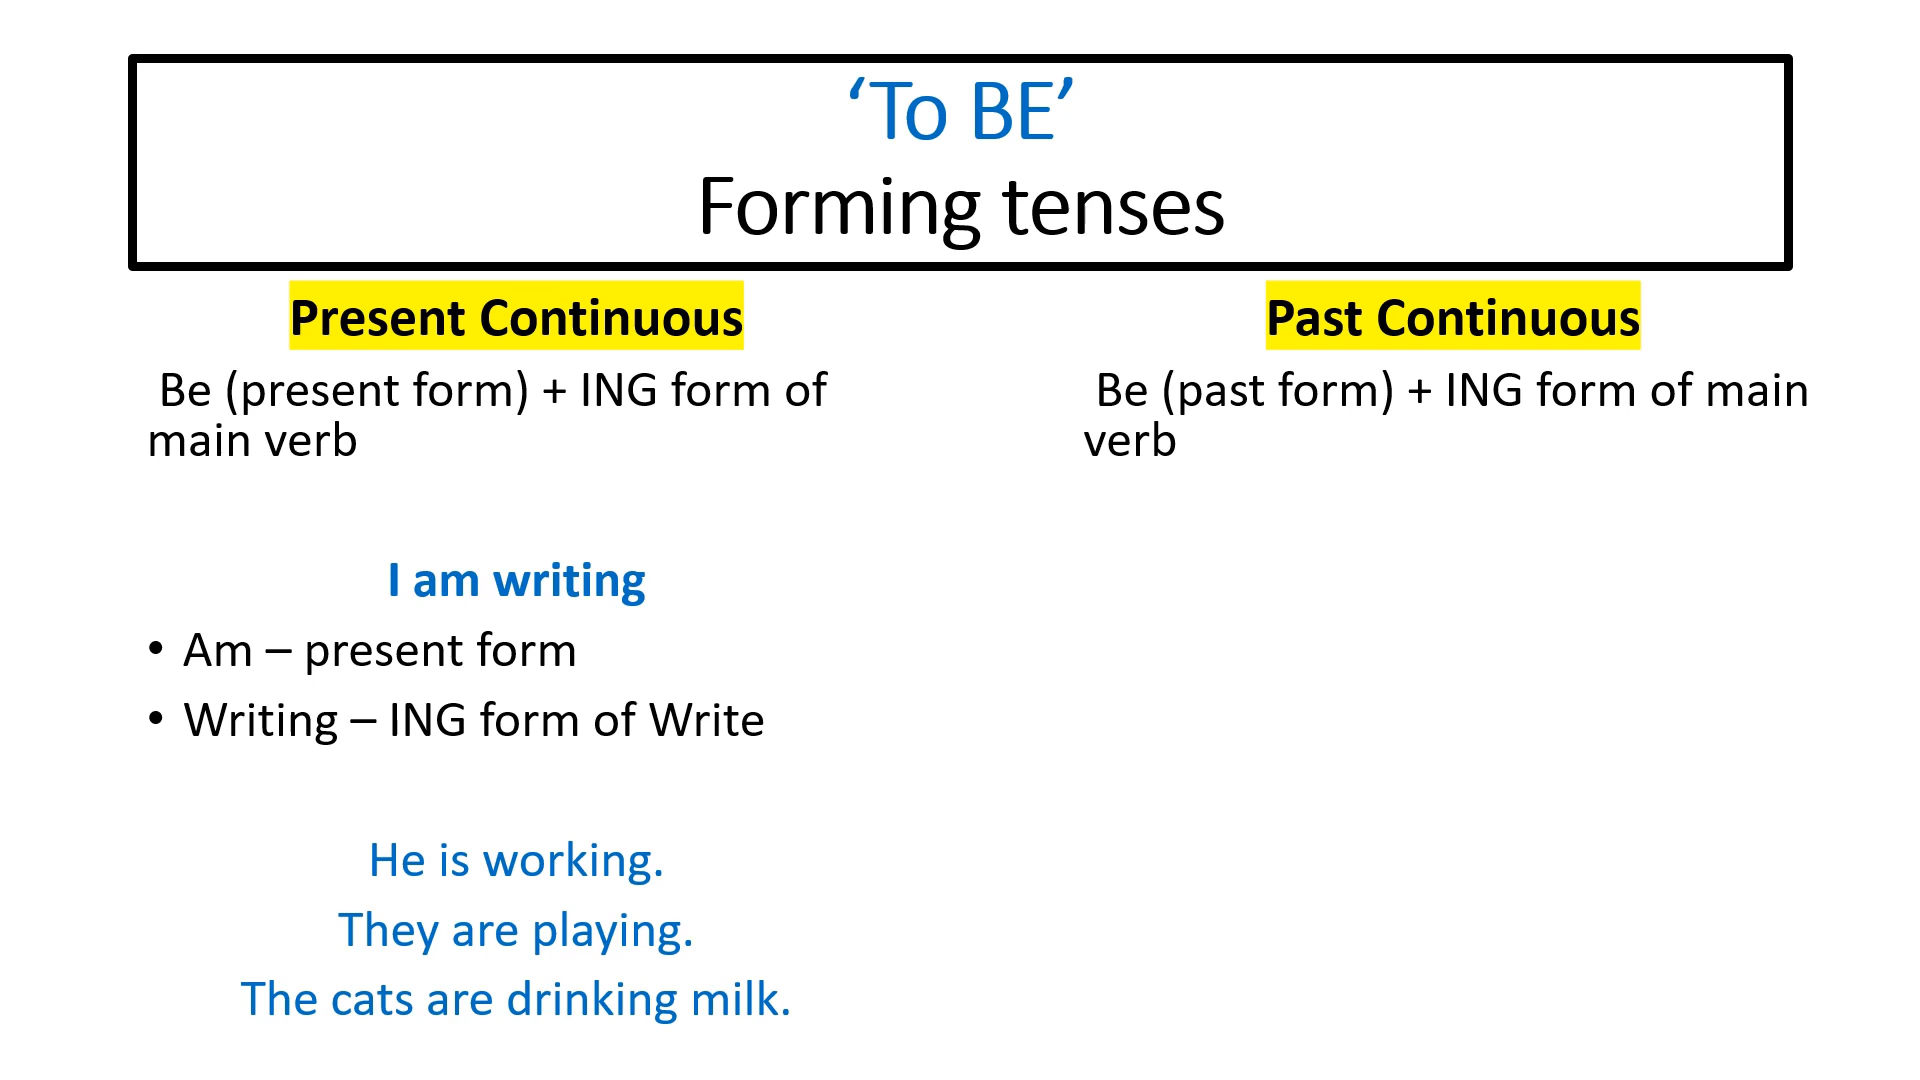 ‘To BE’
Forming tenses
Present Continuous
Be (present form) + ING form of
main verb
I am writing
• Am – present form
• Writing – ING form of Write
He is working.
They are playing.
The cats are drinking milk.
Past Continuous
Be (past form) + ING form of main
verb